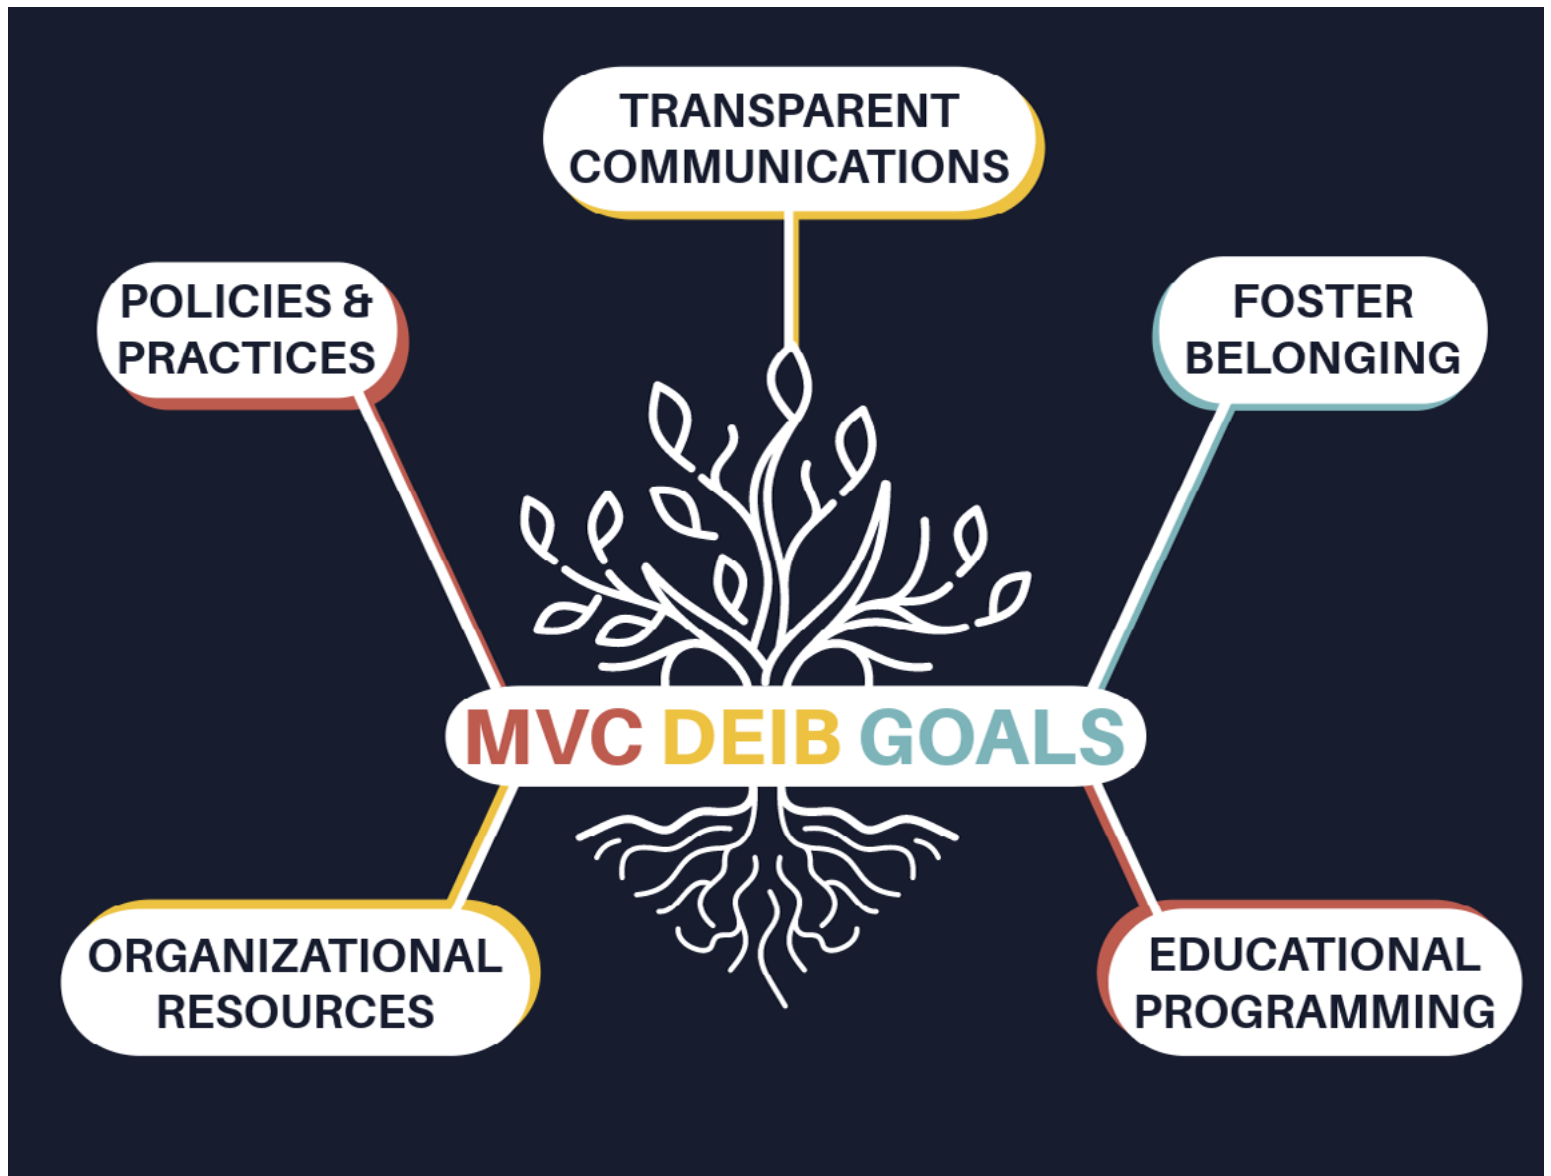 TRANSPARENT
COMMUNICATIONS
POLICIES &
PRACTICES
FOSTER
BELONGING
MVC DEIB GOALS
ORGANIZATIONAL
RESOURCES
EDUCATIONAL
PROGRAMMING